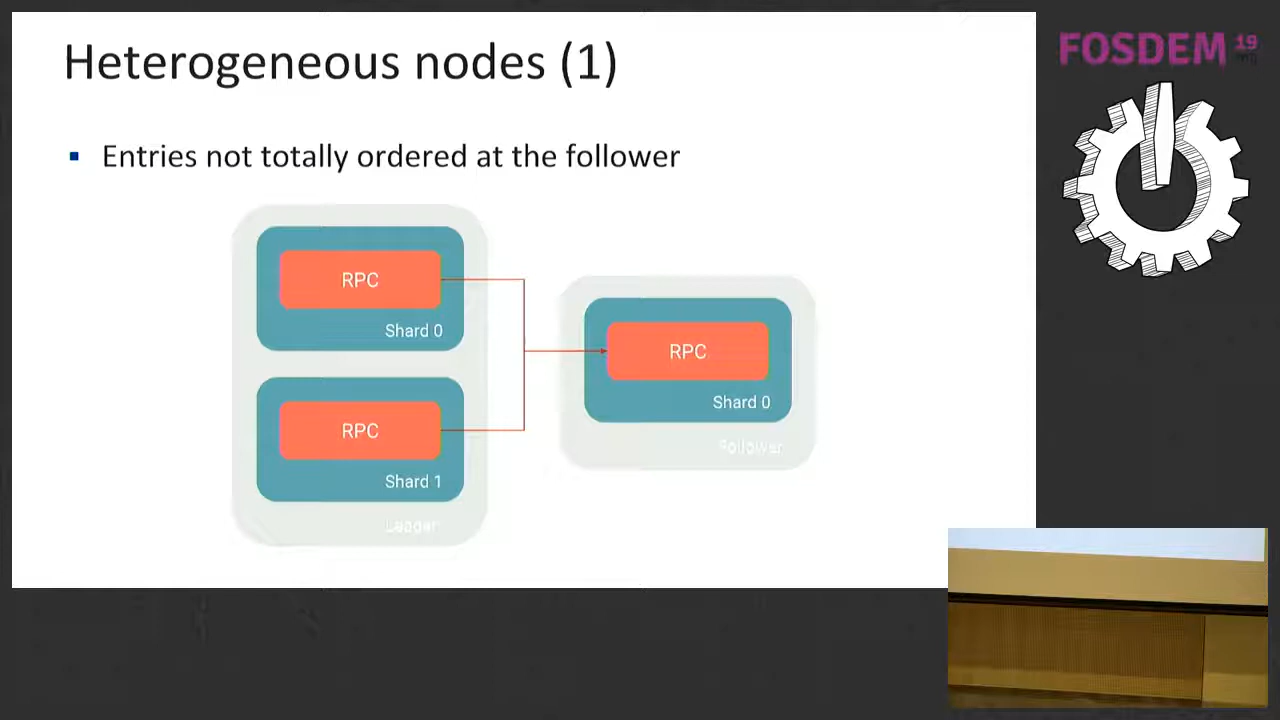 Heterogeneous nodes (1)
FOSDEM 19
.org
▪ Entries not totally ordered at the follower
RPC
Shard 0
RPC
Shard 1
Leader
RPC
Shard 0
Follower